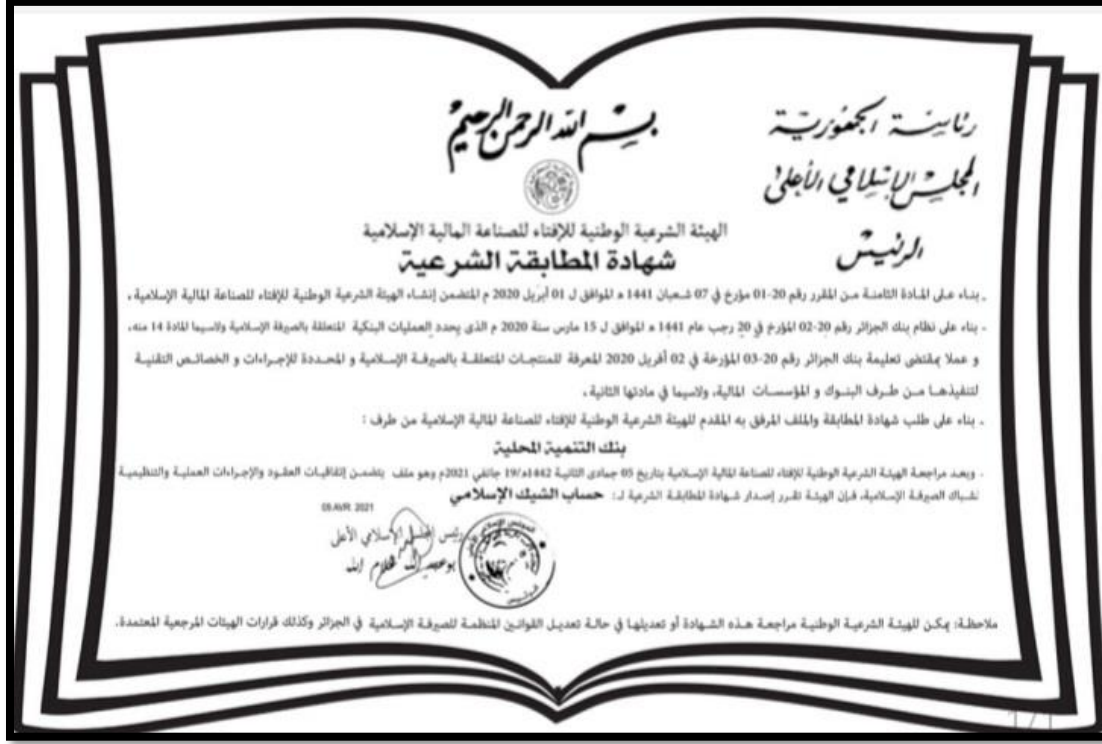 بسم الله الرحمن الرحيم
رئاسة الجمهورية
المجلس الإسلامي الأعلى
الرئيس
الهيئة الشرعية الوطنية للإفتاء للصناعة المالية الإسلامية
شهادة المطابقة الشرعية
ـ بناء على المادة الثامنة من المقرر رقم 20-01 مؤرخ في 07 شعبان 1441 ه الموافق ل 01 أبريل 2020 م المتضمن إنشاء الهيئة الشرعية الوطنية للإفتاء للصناعة المالية الإسلامية ،
- بناء على نظام بنك الجزائر رقم 20-02 المؤرخ في 20 رجب عام 1441 ه الموافق ل 15 مارس سنة 2020 م الذي يحدد العمليات البنكية المتعلقة بالصيرفة الإسلامية ولاسيما المادة 14 منه،
و عملا بمقتضى تعليمة بنك الجزائر رقم 20-03 المؤرخة في 02 أفريل 2020 المعرفة للمنتجات المتعلقة بالصيرفة الإسلامية و المحددة للإجراءات و الخصائص التقنية
لتنفيذها من طرف البنوك و المؤسسات المالية، ولاسيما في مادتها الثانية ،
ـ بناء على طلب شهادة المطابقة والملف المرفق به المقدم للهيئة الشرعية الوطنية للإفتاء للصناعة المالية الإسلامية من طرف :
بنك التنمية المحلية
- وبعد مراجعة الهيئة الشرعية الوطنية للإفتاء للصناعة المالية الإسلامية بتاريخ 05 جمادى الثانية 1442ه/19 جانفي 2021م وهو ملف يتضمن إتفاقيات العقود والإجراءات العملية والتنظيمية
لشباك الصيرفة الإسلامية، فإن الهيئة تقرر إصدار شهادة المطابقة الشرعية لـ: حساب الشيك الإسلامي
05 AVR. 2021
رئيس المجلس الإسلامي الأعلى
بوعبد الله غلام الله
ملاحظة: يمكن للهيئة الشرعية الوطنية مراجعة هذه الشهادة أو تعديلها في حالة تعديل القوانين المنظمة للصيرفة الإسلامية في الجزائر وكذلك قرارات الهيئات المرجعية المعتمدة.
171